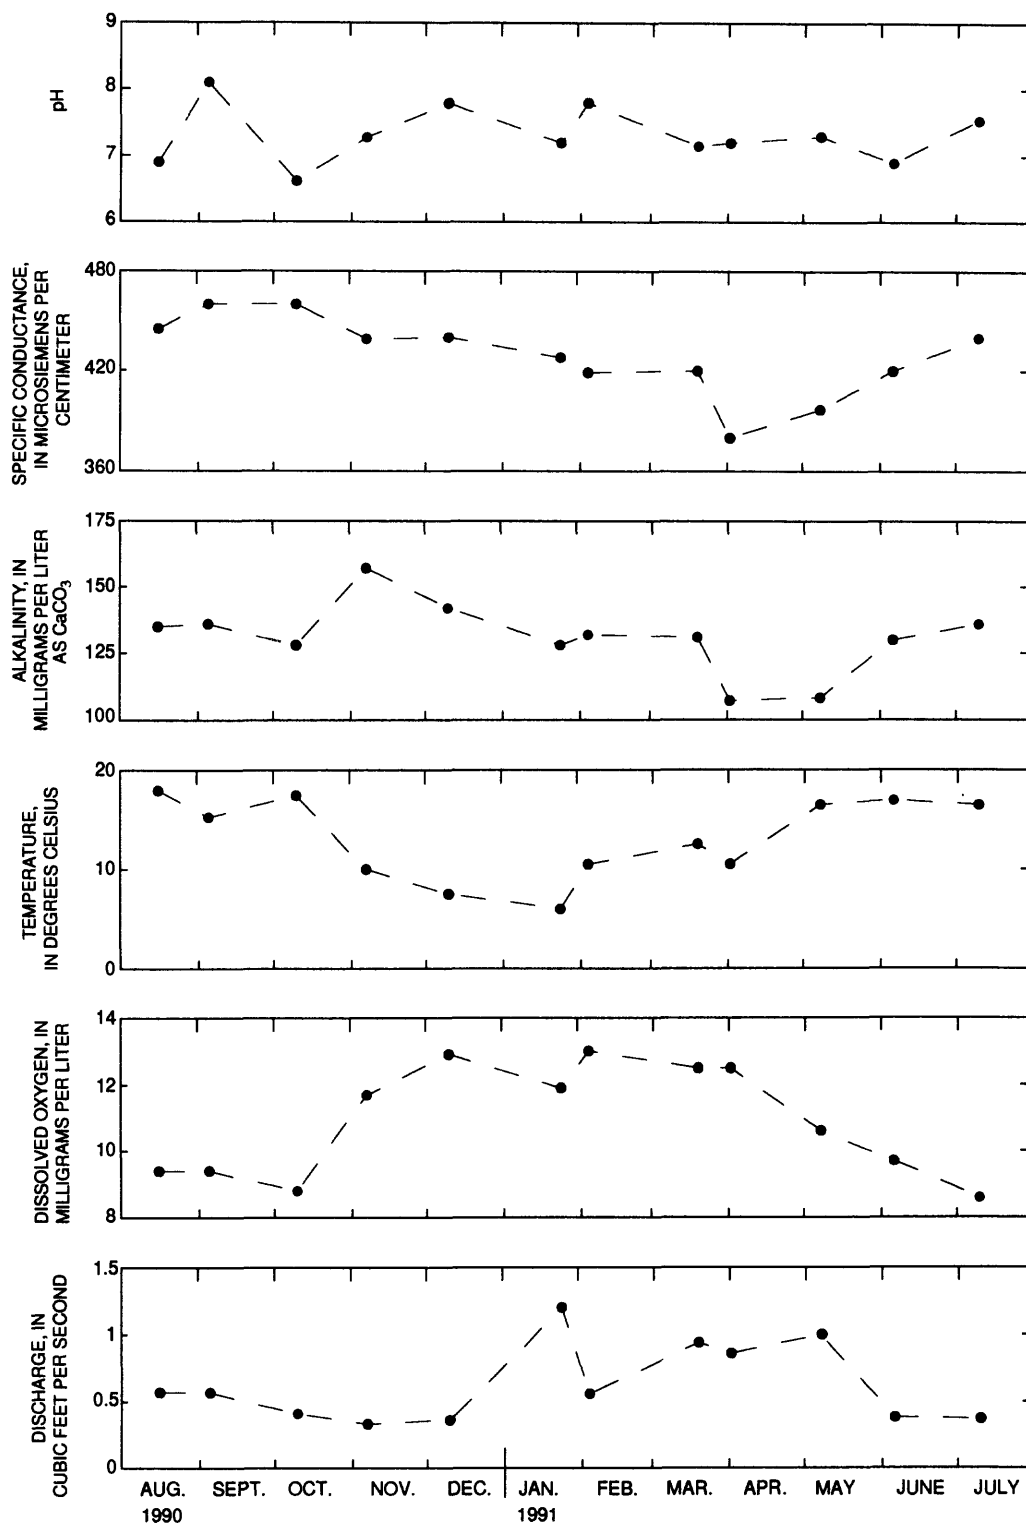 9
8
7
6
pH
480
420
360
SPECIFIC CONDUCTANCE,
IN MICROSIEMENS PER
CENTIMETER
175
150
125
100
ALKALINITY, IN
MILLIGRAMS PER LITER
AS CaCO3
20
10
0
TEMPERATURE,
IN DEGREES CELSIUS
14
12
10
8
DISSOLVED OXYGEN, IN
MILLIGRAMS PER LITER
1.5
1
0.5
0
DISCHARGE, IN
CUBIC FEET PER SECOND
AUG. SEPT. OCT. NOV. DEC. JAN. FEB. MAR. APR. MAY JUNE JULY
1990 1991